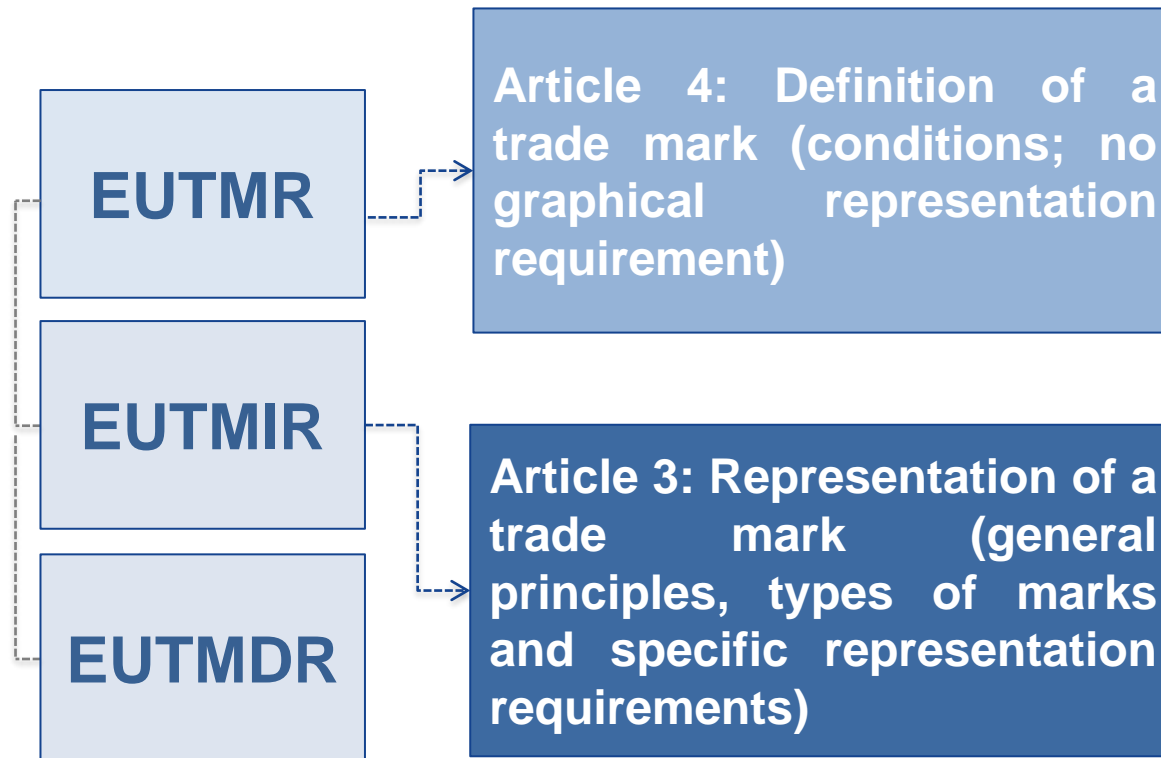 EUTMR
Article 4: Definition of a
trade mark (conditions; no
graphical representation
requirement)
EUTMIR
Article 3: Representation of a
trade mark (general
principles, types of marks
and specific representation
requirements)
EUTMDR